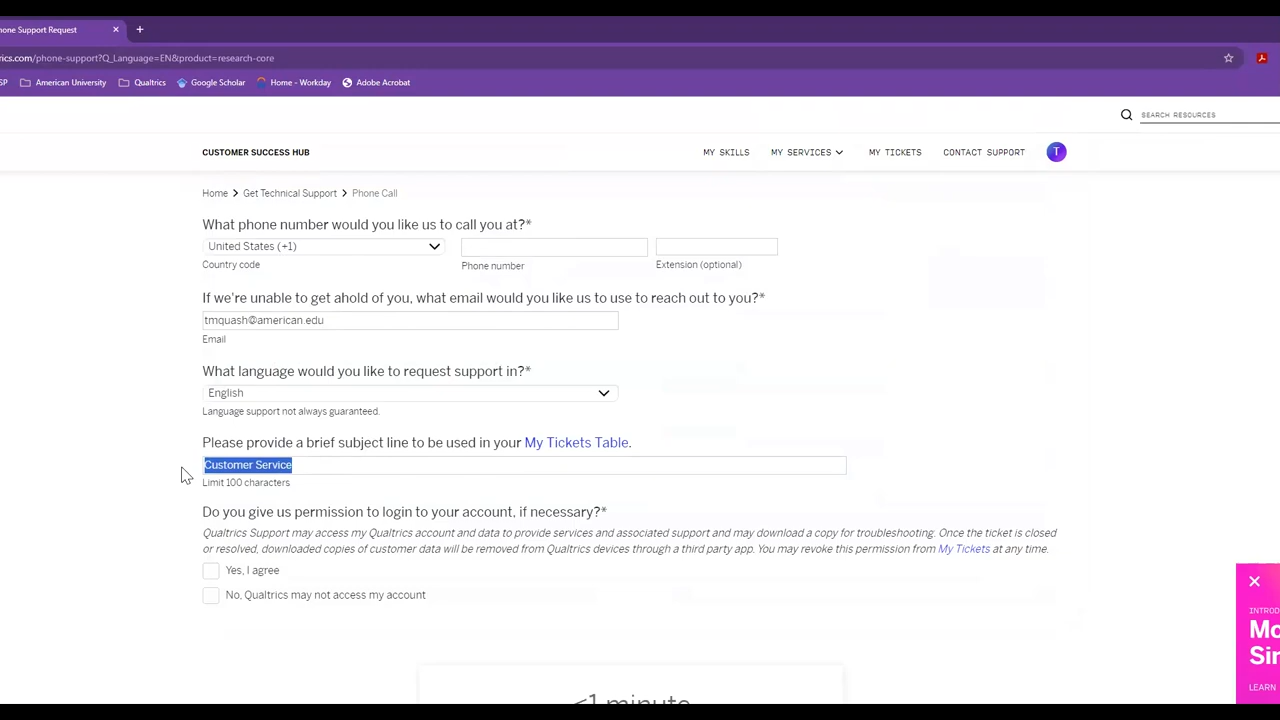 hone Support Request
rics.com/phone-support?Q_Language=EN&product=research-core
SP American University Qualtrics Google Scholar Home - Workday Adobe Acrobat
SEARCH RESOURCES
CUSTOMER SUCCESS HUB MY SKILLS MY SERVICES MY TICKETS CONTACT SUPPORT T
Home > Get Technical Support > Phone Call
What phone number would you like us to call you at?*
United States (+1)
Country code Phone number Extension (optional)
If we're unable to get ahold of you, what email would you like us to use to reach out to you?*
tmquash@american.edu
Email
What language would you like to request support in?*
English
Language support not always guaranteed.
Please provide a brief subject line to be used in your My Tickets Table.
Customer Service
Limit 100 characters
Do you give us permission to login to your account, if necessary?*
Qualtrics Support may access my Qualtrics account and data to provide services and associated support and may download a copy for troubleshooting. Once the ticket is closed
or resolved, downloaded copies of customer data will be removed from Qualtrics devices through a third party app. You may revoke this permission from My Tickets at any time.
Yes, I agree
No, Qualtrics may not access my account
INTROD
Mo
Sin
LEARN
<1 minute